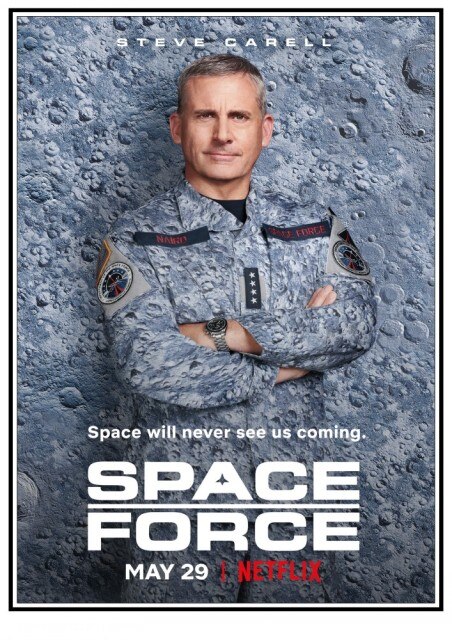 STEVE CARELL
NAIRD
SPACE FORCE
Space will never see us coming.
SPACE
FORCE
MAY 29 | NETFLIX